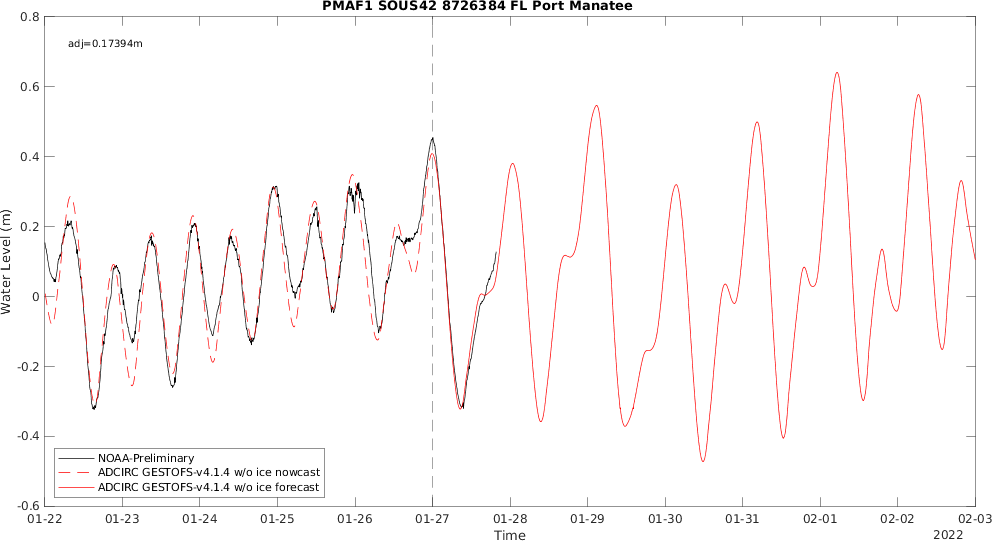 PMAF1 SOUS42 8726384 FL Port Manatee
adj=0.17394m
Water Level (m)
0.8
0.6
0.4
0.2
0
-0.2
-0.4
-0.6
NOAA-Preliminary
ADCIRC GESTOFS-v4.1.4 w/o ice nowcast
ADCIRC GESTOFS-v4.1.4 w/o ice forecast
01-22 01-23 01-24 01-25 01-26 01-27 01-28 01-29 01-30 01-31 02-01 02-02 02-03
Time
2022